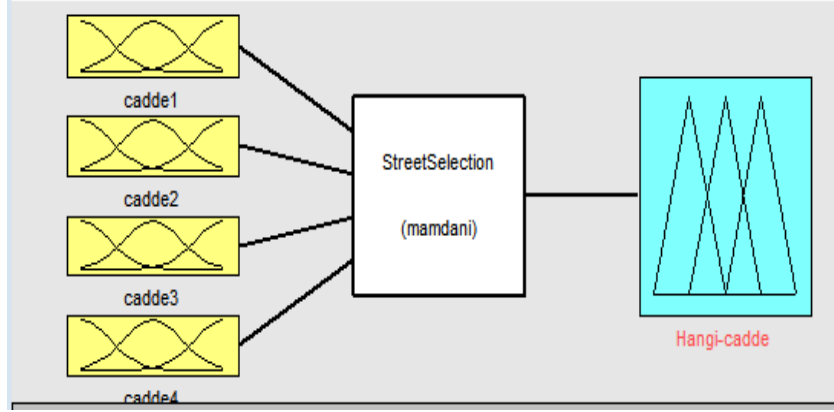 cadde1
cadde2
cadde3
cadde4
StreetSelection
(mamdani)
Hangi-cadde